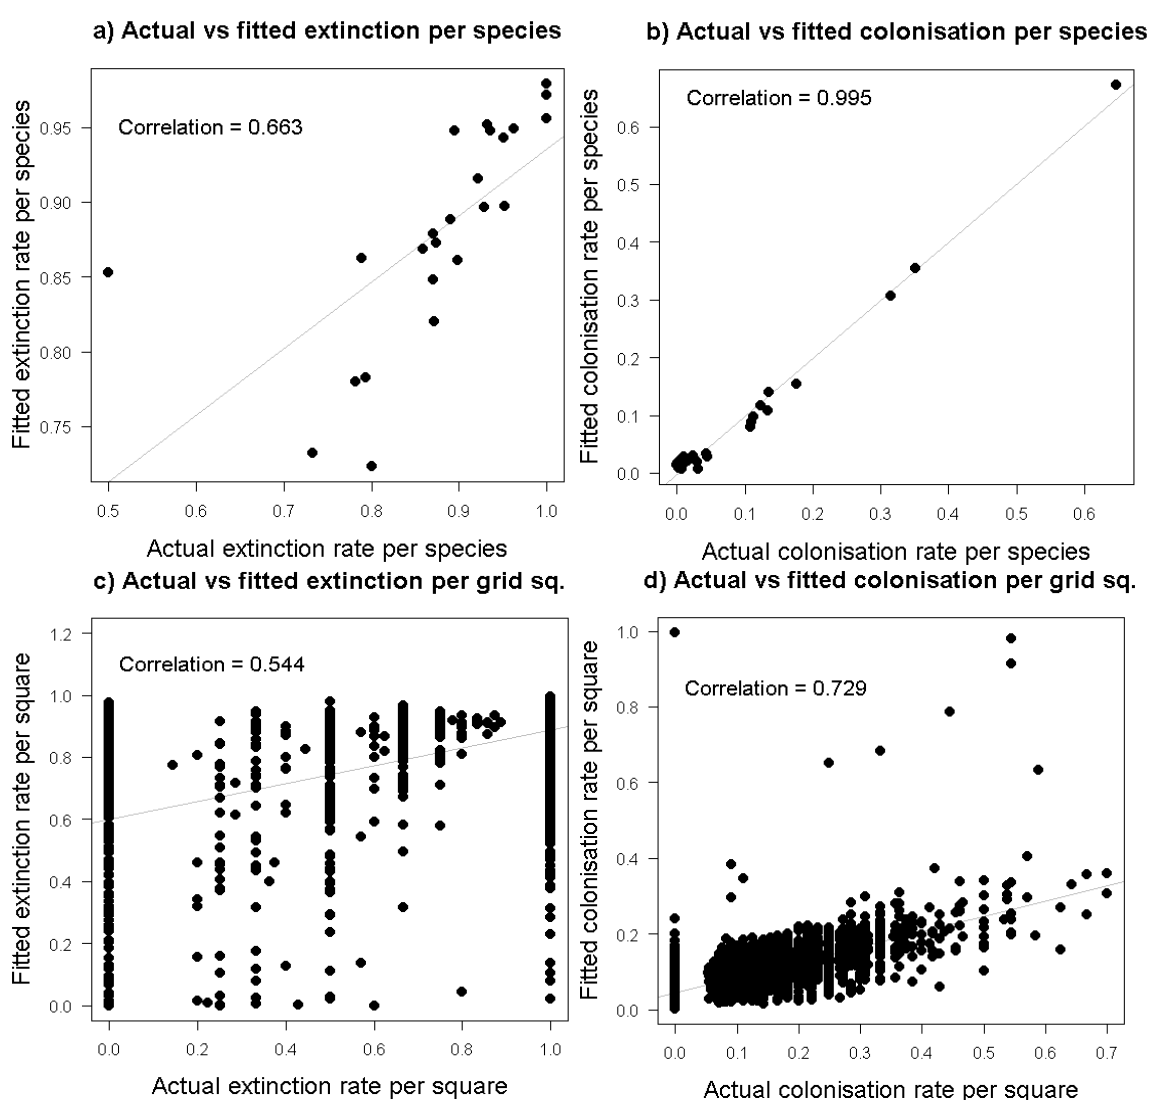 a) Actual vs fitted extinction per species
Correlation = 0.663
Fitted extinction rate per species
0.95
0.90
0.85
0.80
0.75
0.5 0.6 0.7 0.8 0.9 1.0
Actual extinction rate per species
b) Actual vs fitted colonisation per species
Correlation = 0.995
Fitted colonisation rate per species
0.6
0.5
0.4
0.3
0.2
0.1
0.0
0.0 0.1 0.2 0.3 0.4 0.5 0.6
Actual colonisation rate per species
c) Actual vs fitted extinction per grid sq.
Correlation = 0.544
Fitted extinction rate per square
1.2
1.0
0.8
0.6
0.4
0.2
0.0
0.0 0.2 0.4 0.6 0.8 1.0
Actual extinction rate per square
d) Actual vs fitted colonisation per grid sq.
Correlation = 0.729
Fitted colonisation rate per square
1.0
0.8
0.6
0.4
0.2
0.0
0.0 0.1 0.2 0.3 0.4 0.5 0.6 0.7
Actual colonisation rate per square